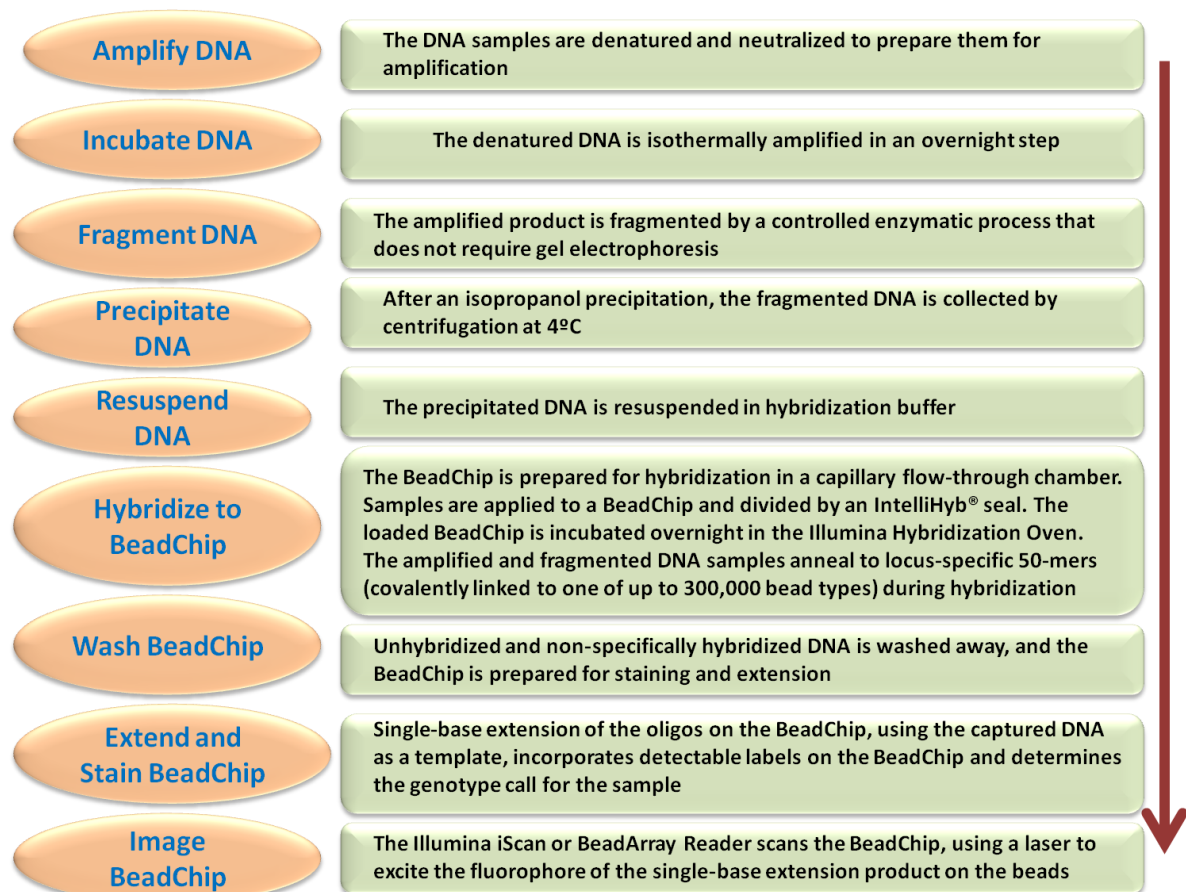 Amplify DNA
The DNA samples are denatured and neutralized to prepare them for
amplification
Incubate DNA
The denatured DNA is isothermally amplified in an overnight step
Fragment DNA
The amplified product is fragmented by a controlled enzymatic process that
does not require gel electrophoresis
Precipitate
DNA
After an isopropanol precipitation, the fragmented DNA is collected by
centrifugation at 4ºC
Resuspend
DNA
The precipitated DNA is resuspended in hybridization buffer
Hybridize to
BeadChip
The BeadChip is prepared for hybridization in a capillary flow-through chamber.
Samples are applied to a BeadChip and divided by an IntelliHyb® seal. The
loaded BeadChip is incubated overnight in the Illumina Hybridization Oven.
The amplified and fragmented DNA samples anneal to locus-specific 50-mers
(covalently linked to one of up to 300,000 bead types) during hybridization
Wash BeadChip
Unhybridized and non-specifically hybridized DNA is washed away, and the
BeadChip is prepared for staining and extension
Extend and
Stain BeadChip
Single-base extension of the oligos on the BeadChip, using the captured DNA
as a template, incorporates detectable labels on the BeadChip and determines
the genotype call for the sample
Image
BeadChip
The Illumina iScan or BeadArray Reader scans the BeadChip, using a laser to
excite the fluorophore of the single-base extension product on the beads